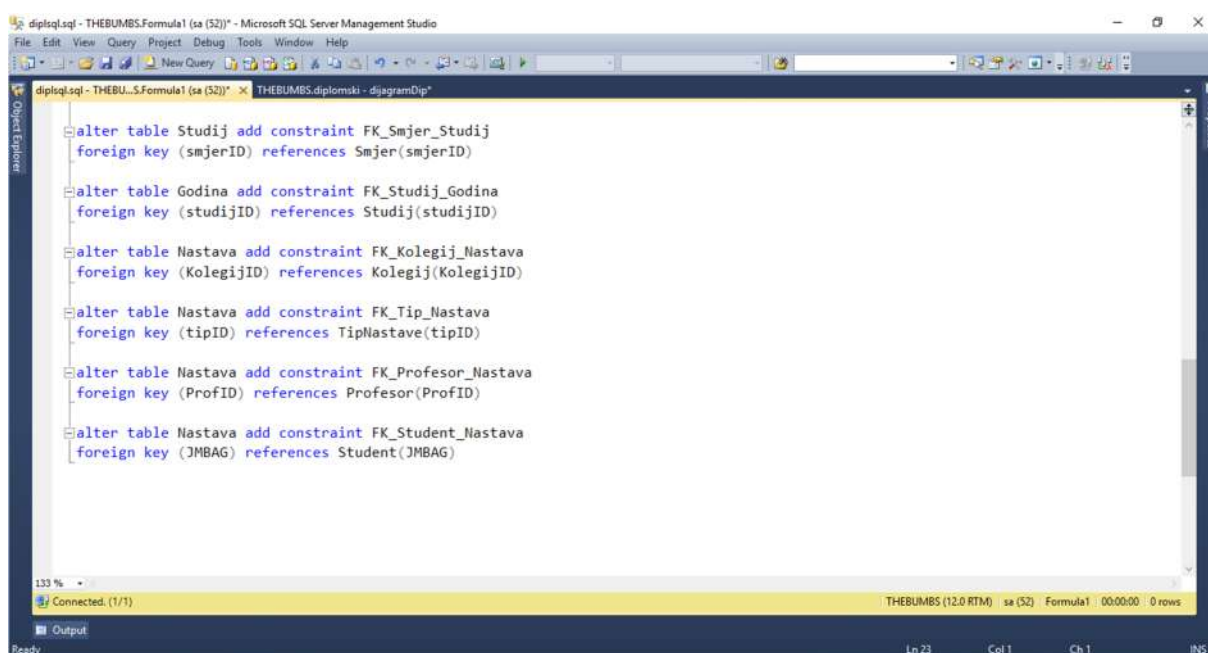 diplsql.sql - THEBUMBS.Formula1 (sa (52))* - Microsoft SQL Server Management Studio
File Edit View Query Project Debug Tools Window Help
New Query
diplsql.sql - THEBU...S.Formula1 (sa (52))* THEBUMBS.diplomski - dijagramDip*
Object Explorer
alter table Studij add constraint FK_Smjer_Studij
foreign key (smjerID) references Smjer(smjerID)
alter table Godina add constraint FK_Studij_Godina
foreign key (studijID) references Studij(studijID)
alter table Nastava add constraint FK_Kolegij_Nastava
foreign key (KolegijID) references Kolegij(KolegijID)
alter table Nastava add constraint FK_Tip_Nastava
foreign key (tipID) references TipNastave(tipID)
alter table Nastava add constraint FK_Profesor_Nastava
foreign key (ProfID) references Profesor(ProfID)
alter table Nastava add constraint FK_Student_Nastava
foreign key (JMBAG) references Student(JMBAG)
133 %
Connected. (1/1) THEBUMBS (12.0 RTM) sa (52) Formula1 00:00:00 0 rows
Output
Ready Ln 23 Col 1 Ch 1 INS